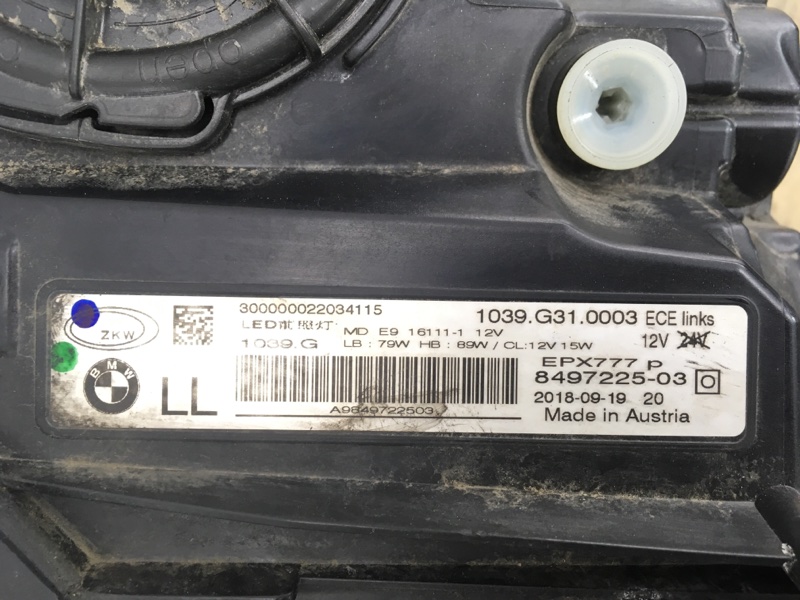 open
300000022034115
1039.G31.0003 ECE links
ZKW
LED前照灯: MD E9 16111-1 12V
12V 24V
1039.G LB : 79W HB : 89W / CL:12V 15W
EPX777 p
BMW
8497225-03
LL
A9849722503
2018-09-19 20
Made in Austria